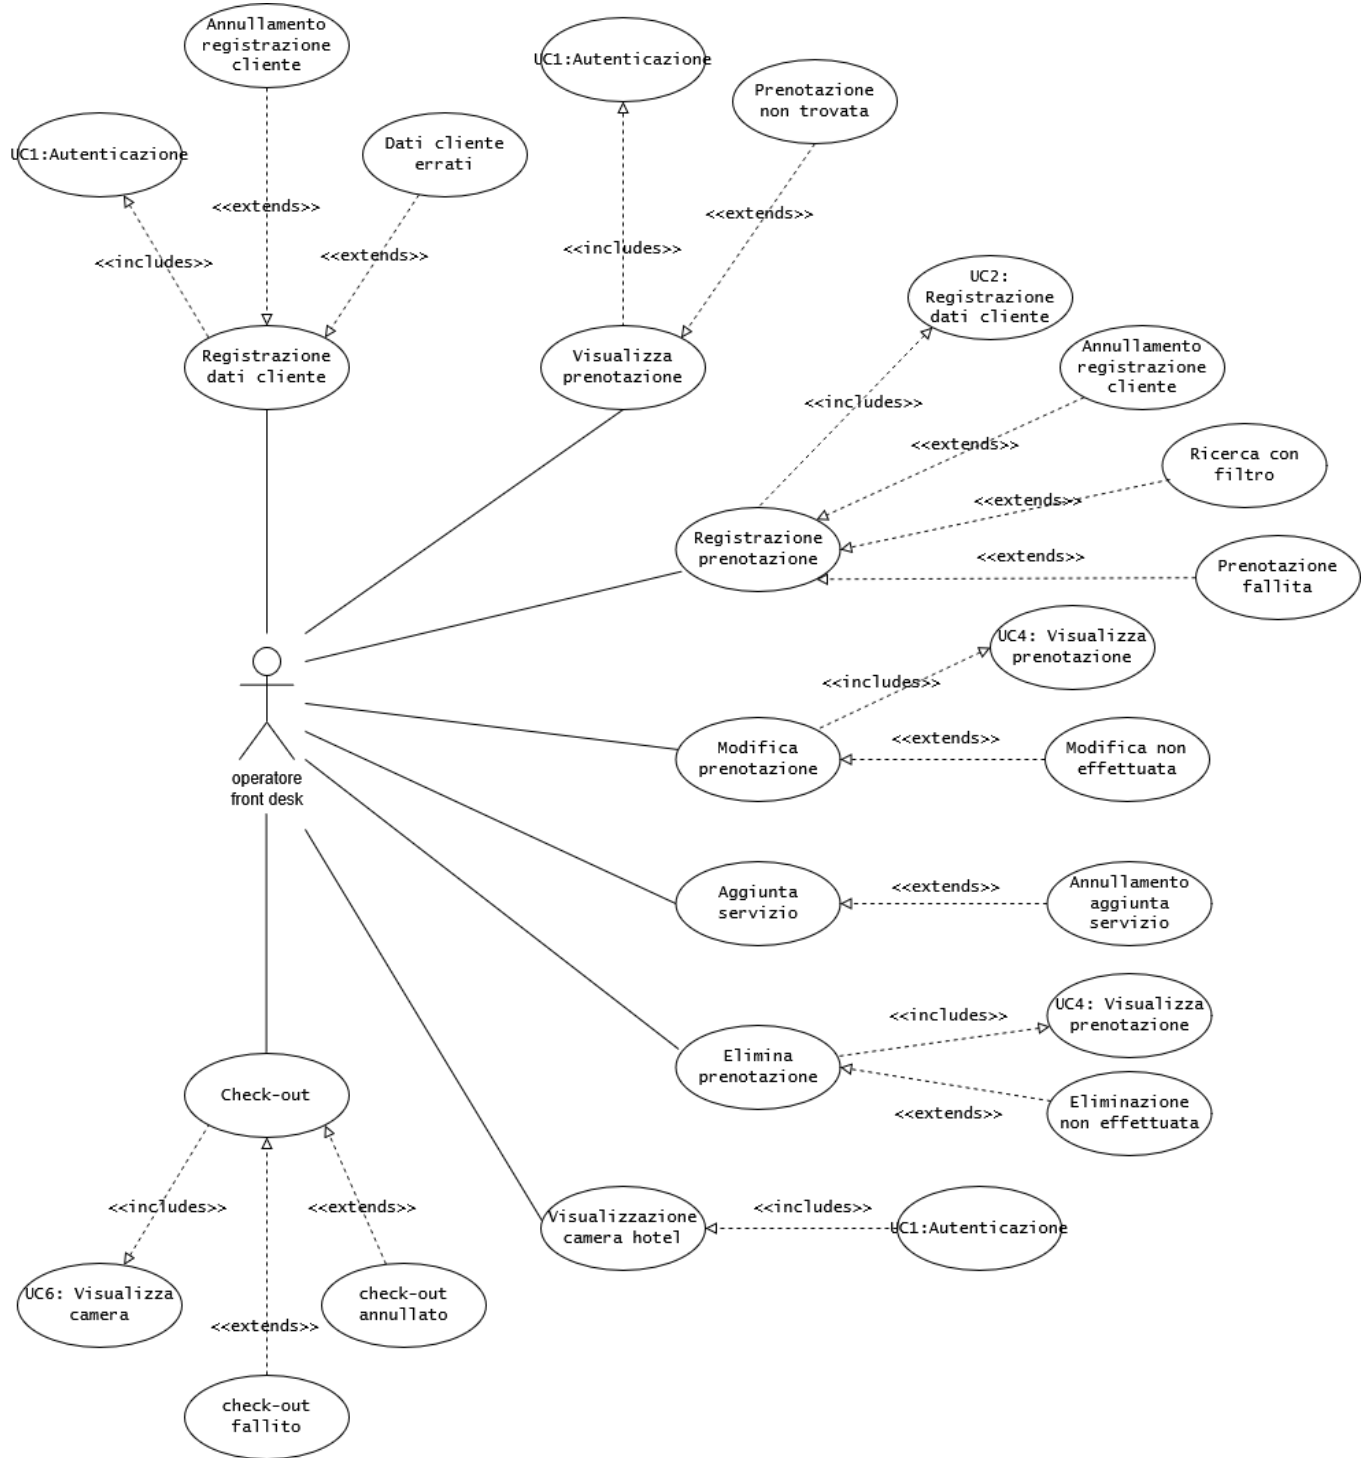 Annullamento
registrazione
cliente
UC1:Autenticazione
Dati cliente
errati
<<extends>>
<<includes>>
<<extends>>
Registrazione
dati cliente
UC1:Autenticazione
Prenotazione
non trovata
<<extends>>
<<includes>>
Visualizza
prenotazione
UC2:
Registrazione
dati cliente
Annullamento
registrazione
cliente
<<includes>>
<<extends>>
Ricerca con
filtro
<<extends>>
Registrazione
prenotazione
<<extends>>
Prenotazione
fallita
UC4: Visualizza
prenotazione
<<includes>>
Modifica
prenotazione
<<extends>>
Modifica non
effettuata
operatore
front desk
Aggiunta
servizio
<<extends>>
Annullamento
aggiunta
servizio
UC4: Visualizza
prenotazione
<<includes>>
Elimina
prenotazione
<<extends>>
Eliminazione
non effettuata
Check-out
<<includes>>
<<extends>>
UC6: Visualizza
camera
check-out
annullato
<<extends>>
check-out
fallito
Visualizzazione
camera hotel
<<includes>>
UC1:Autenticazione